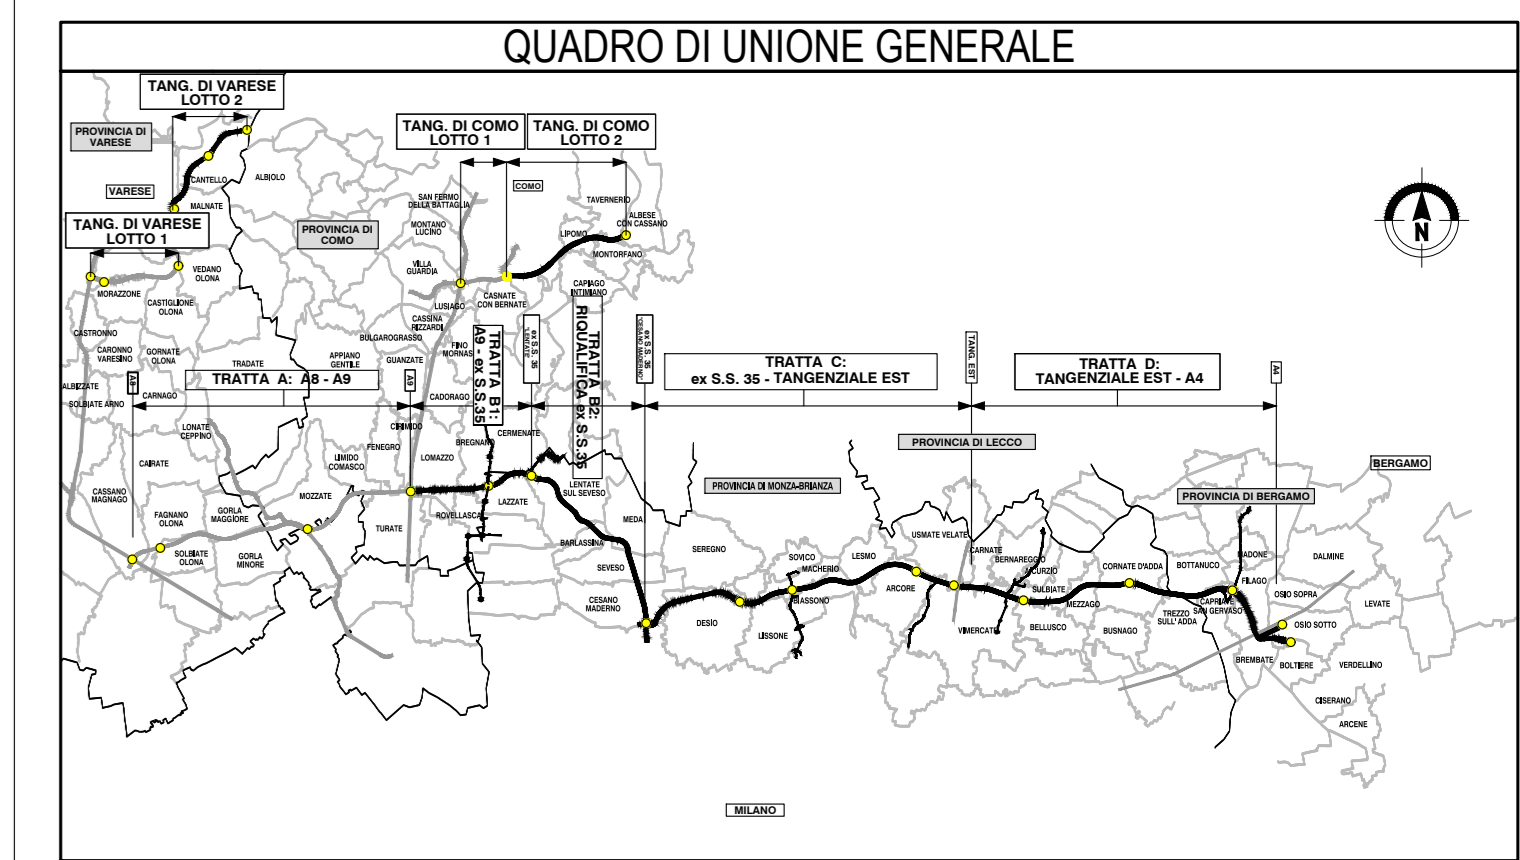 QUADRO DI UNIONE GENERALE
TANG. DI VARESE
LOTTO 2
PROVINCIA DI
VARESE
TANG. DI COMO
LOTTO 1
TANG. DI COMO
LOTTO 2
CANTELLO
ALBIOLO
VARESE
COMO
MALNATE
SAN FERMO
DELLA BATTAGLIA
TAVERNERIO
TANG. DI VARESE
LOTTO 1
PROVINCIA DI
COMO
MONTANO
LUCINO
LIPOMO
ALBESE
CON CASSANO
MONTORFANO
N
VEDANO
OLONA
VILLA
GUARDIA
MORAZZONE
CASTIGLIONE
OLONA
LUSIAGO
CASNATE
CON BERNATE
CAPIAGO
INTIMIANO
CASTRONNO
CASSINA
RIZZARDI
BULGAROGRASSO
CARONNO
VARESINO
GORNATE
OLONA
TRADATE
APPIANO
GENTILE
GUANZATE
FINO
MORNAS
TRATTA B1:
A9 - ex S.S.35
ex S.S. 35
"LENTATE"
TRATTA B2:
RIQUALIFICA ex S.S.35
ex S.S. 35
"CESANO MADERNO"
TRATTA C:
ex S.S. 35 - TANGENZIALE EST
TANG. EST
TRATTA D:
TANGENZIALE EST - A4
A4
ALBIZZATE
A8
TRATTA A: A8 - A9
A9
SOLBIATE ARNO
CARNAGO
CADORAGO
LONATE
CEPPINO
CIRIMIDO
CERMENATE
FENEGRO
BREGNANO
PROVINCIA DI LECCO
CAIRATE
LIMIDO
COMASCO
LOMAZZO
BERGAMO
CASSANO
MAGNAGO
MOZZATE
LAZZATE
LENTATE
SUL SEVESO
PROVINCIA DI MONZA-BRIANZA
PROVINCIA DI BERGAMO
FAGNANO
OLONA
GORLA
MAGGIORE
TURATE
ROVELLASCA
MEDA
SOLBIATE
OLONA
GORLA
MINORE
BARLASSINA
SEREGNO
SOVICO
MACHERIO
LESMO
USMATE VELATE
CARNATE
BERNAREGGIO
AICURZIO
CORNATE D'ADDA
BOTTANUCO
MADONE
DALMINE
SEVESO
FILAGO
CESANO
MADERNO
BIASSONO
ARCORE
SULBIATE
MEZZAGO
CAPRIATE
SAN GERVASO
OSIO SOPRA
LEVATE
DESIO
LISSONE
VIMERCATE
BELLUSCO
BUSNAGO
TREZZO
SULL'ADDA
OSIO SOTTO
BREMBATE
BOLTIERE
VERDELLINO
CISERANO
ARCENE
MILANO